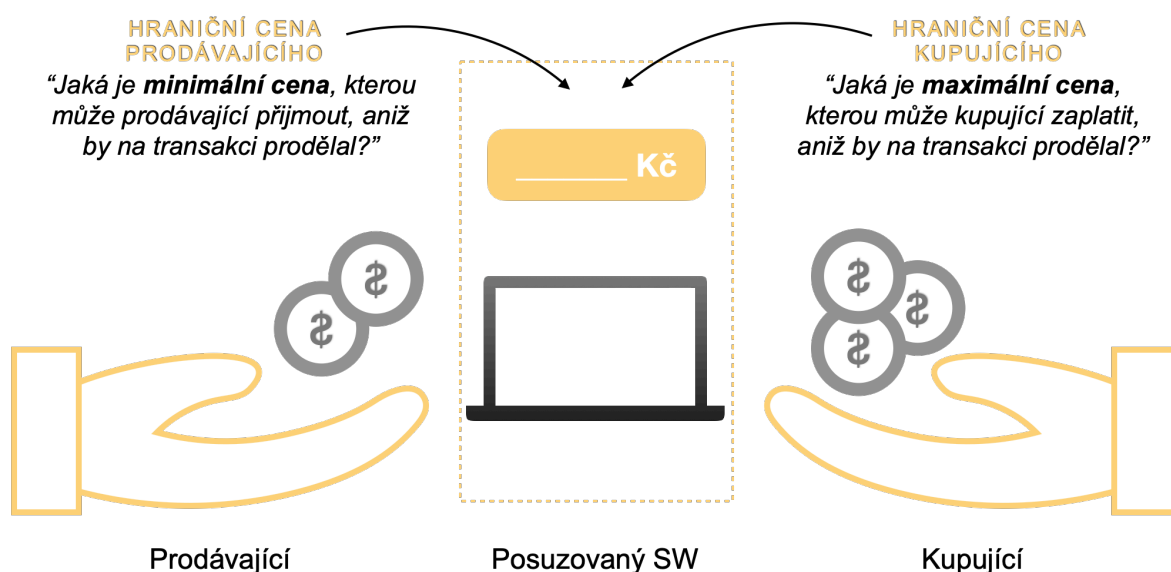 HRANIČNÍ CENA
PRODÁVAJÍCÍHO
“Jaká je minimální cena, kterou
může prodávající přijmout, aniž
by na transakci prodělal?”
HRANIČNÍ CENA
KUPUJÍCÍHO
“Jaká je maximální cena,
kterou může kupující zaplatit,
aniž by na transakci prodělal?”
_______ Kč
$
$
$
$
$
Prodávající
Posuzovaný SW
Kupující